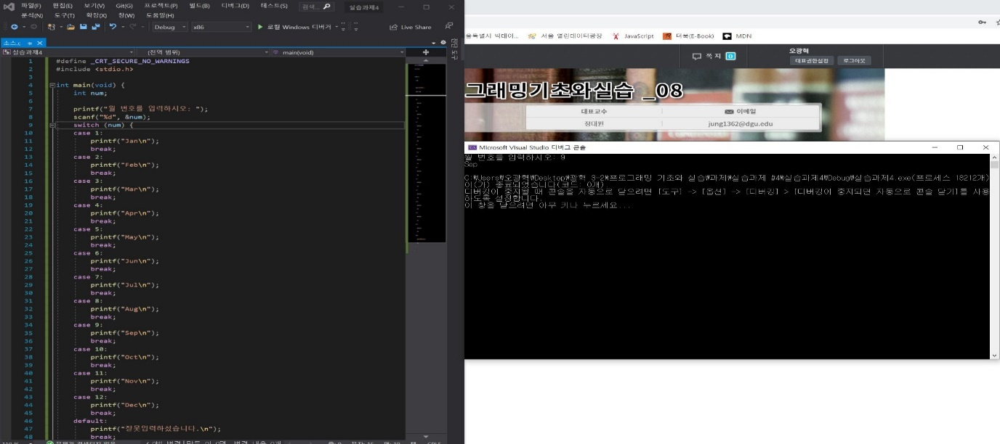 파일(F) 편집(E) 보기(V) Git(G) 프로젝트(P) 빌드(B) 디버그(D) 테스트(S) 검색... 실습과제4
분석(N) 도구(T) 확장(X) 창(W) 도움말(H)
Debug x86 로컬 Windows 디버거 Live Share
소스.c
실습과제4 (전역 범위) main(void)
1 #define _CRT_SECURE_NO_WARNINGS
2 #include <stdio.h>
3
4 int main(void) {
5 int num;
6
7 printf("월 번호를 입력하시오: ");
8 scanf("%d", &num);
9 switch (num) {
10 case 1:
11 printf("Jan\n");
12 break;
13 case 2:
14 printf("Feb\n");
15 break;
16 case 3:
17 printf("Mar\n");
18 break;
19 case 4:
20 printf("Apr\n");
21 break;
22 case 5:
23 printf("May\n");
24 break;
25 case 6:
26 printf("Jun\n");
27 break;
28 case 7:
29 printf("Jul\n");
30 break;
31 case 8:
32 printf("Aug\n");
33 break;
34 case 9:
35 printf("Sep\n");
36 break;
37 case 10:
38 printf("Oct\n");
39 break;
40 case 11:
41 printf("Nov\n");
42 break;
43 case 12:
44 printf("Dec\n");
45 break;
46 default:
47 printf("잘못입력하셨습니다.\n");
48 break;
서울 열린데이터광장 JavaScript 더북(E-Book) MDN
쪽지 0 오광혁
대표권한설정 로그아웃
그래밍기초와실습 _08
대표교수 이메일
정대원 jung1362@dgu.edu
Microsoft Visual Studio 디버그 콘솔
월 번호를 입력하시오: 9
Sep
C:\Users\오광혁\Desktop\광혁 3-2\프로그래밍 기초와 실습\과제\실습과제 #4\실습과제4\Debug\실습과제4.exe(프로세스 18212개)
이(가) 종료되었습니다(코드: 0개).
디버깅이 중지될 때 콘솔을 자동으로 닫으려면 [도구] -> [옵션] -> [디버깅] > [디버깅이 중지되면 자동으로 콘솔 닫기]를 사용
하도록 설정합니다.
이 창을 닫으려면 아무 키나 누르세요...